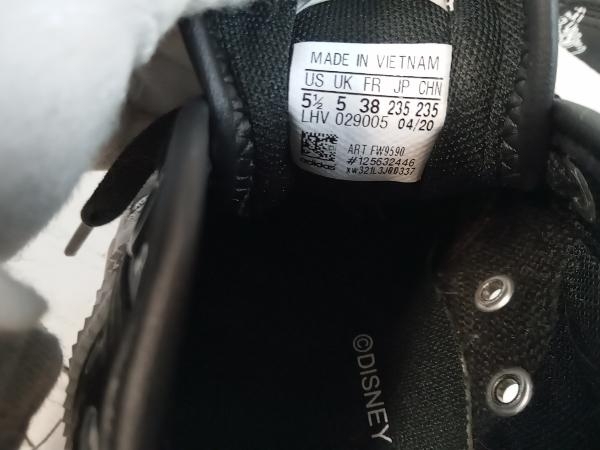 MADE IN VIETNAM
US UK FR JP CHN
5½ 5 38 235 235
LHV 029005 04/20
ART FW9590
#125632446
xw321L3J00337
adidas
©DISNEY